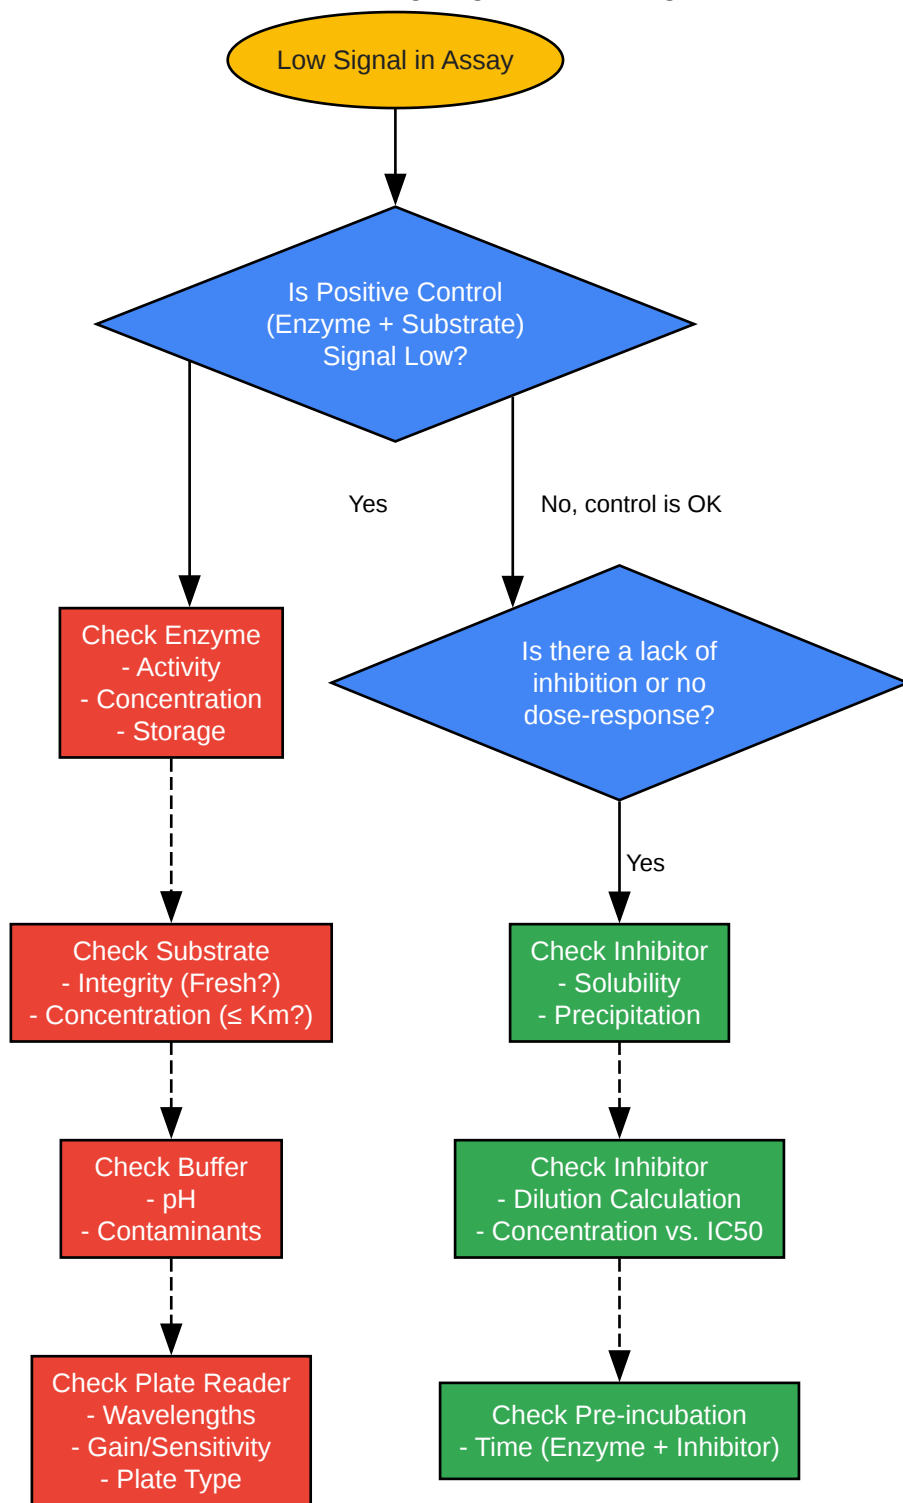 Low Signal in Assay
Is Positive Control
(Enzyme + Substrate)
Signal Low?
Yes
No, control is OK
Check Enzyme
- Activity
- Concentration
- Storage
Is there a lack of
inhibition or no
dose-response?
Yes
Check Substrate
- Integrity (Fresh?)
- Concentration (≤ Km?)
Check Inhibitor
- Solubility
- Precipitation
Check Buffer
- pH
- Contaminants
Check Inhibitor
- Dilution Calculation
- Concentration vs. IC50
Check Plate Reader
- Wavelengths
- Gain/Sensitivity
- Plate Type
Check Pre-incubation
- Time (Enzyme + Inhibitor)